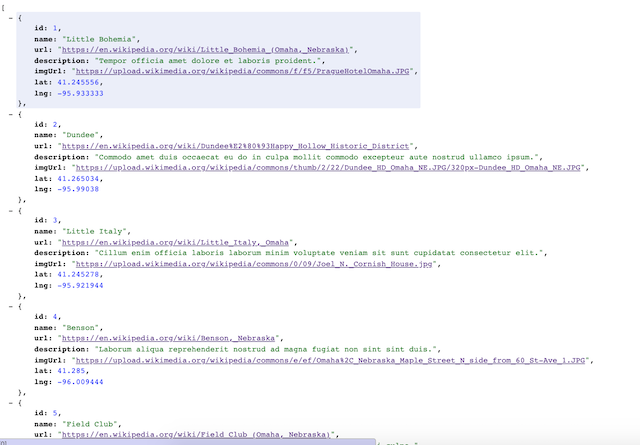 [
– {
id: 1,
name: "Little Bohemia",
url: "https://en.wikipedia.org/wiki/Little_Bohemia_(Omaha,_Nebraska)",
description: "Tempor officia amet dolore et laboris proident.",
imgUrl: "https://upload.wikimedia.org/wikipedia/commons/f/f5/PragueHotelOmaha.JPG",
lat: 41.245556,
lng: -95.933333
},
– {
id: 2,
name: "Dundee",
url: "https://en.wikipedia.org/wiki/Dundee%E2%80%93Happy_Hollow_Historic_District",
description: "Commodo amet duis occaecat eu do in culpa mollit commodo excepteur aute nostrud ullamco ipsum.",
imgUrl: "https://upload.wikimedia.org/wikipedia/commons/thumb/2/22/Dundee_HD_Omaha_NE.JPG/320px-Dundee_HD_Omaha_NE.JPG",
lat: 41.265034,
lng: -95.99038
},
– {
id: 3,
name: "Little Italy",
url: "https://en.wikipedia.org/wiki/Little_Italy,_Omaha",
description: "Cillum enim officia laboris laborum minim voluptate veniam sit sunt cupidatat consectetur elit.",
imgUrl: "https://upload.wikimedia.org/wikipedia/commons/0/09/Joel_N._Cornish_House.jpg",
lat: 41.245278,
lng: -95.921944
},
– {
id: 4,
name: "Benson",
url: "https://en.wikipedia.org/wiki/Benson,_Nebraska",
description: "Laborum aliqua reprehenderit nostrud ad magna fugiat non sint sint duis.",
imgUrl: "https://upload.wikimedia.org/wikipedia/commons/e/ef/Omaha%2C_Nebraska_Maple_Street_N_side_from_60_St-Ave_1.JPG",
lat: 41.285,
lng: -96.009444
},
– {
id: 5,
name: "Field Club",
url: "https://en.wikipedia.org/wiki/Field_Club_(Omaha,_Nebraska)",